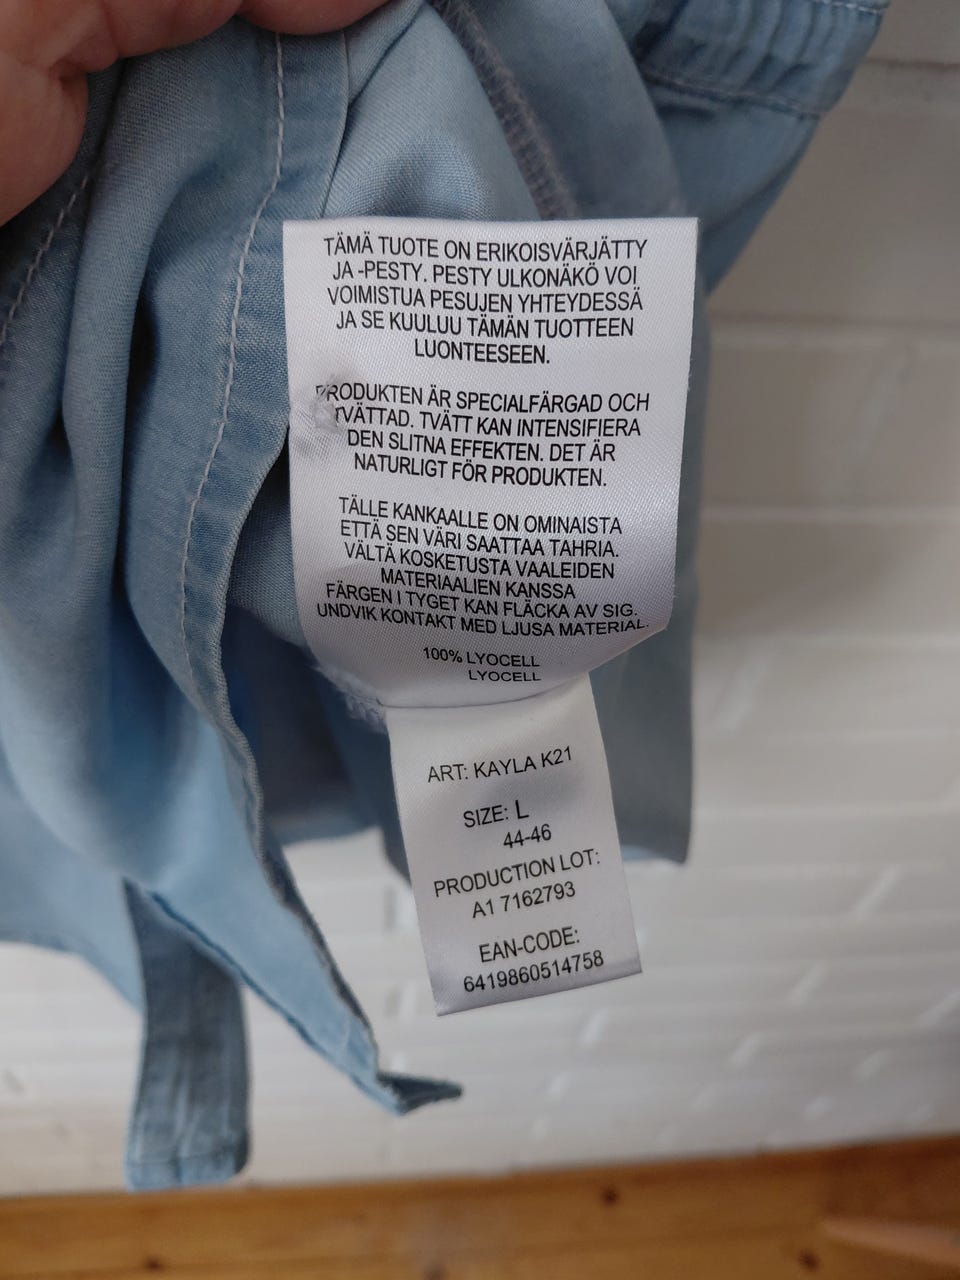 TÄMÄ TUOTE ON ERIKOISVÄRJÄTTY
JA -PESTY. PESTY ULKONÄKÖ VOI
VOIMISTUA PESUJEN YHTEYDESSÄ
JA SE KUULUU TÄMÄN TUOTTEEN
LUONTEESEEN.
PRODUKTEN ÄR SPECIALFÄRGAD OCH
TVÄTTAD. TVÄTT KAN INTENSIFIERA
DEN SLITNA EFFEKTEN. DET ÄR
NATURLIGT FÖR PRODUKTEN.
TÄLLE KANKAALLE ON OMINAISTA
ETTÄ SEN VÄRI SAATTAA TAHRIA.
VÄLTÄ KOSKETUSTA VAALEIDEN
MATERIAALIEN KANSSA
FÄRGEN I TYGET KAN FLÄCKA AV SIG.
UNDVIK KONTAKT MED LJUSA MATERIAL.
100% LYOCELL
LYOCELL
ART: KAYLA K21
SIZE: L
44-46
PRODUCTION LOT:
A1 7162793
EAN-CODE:
6419860514758